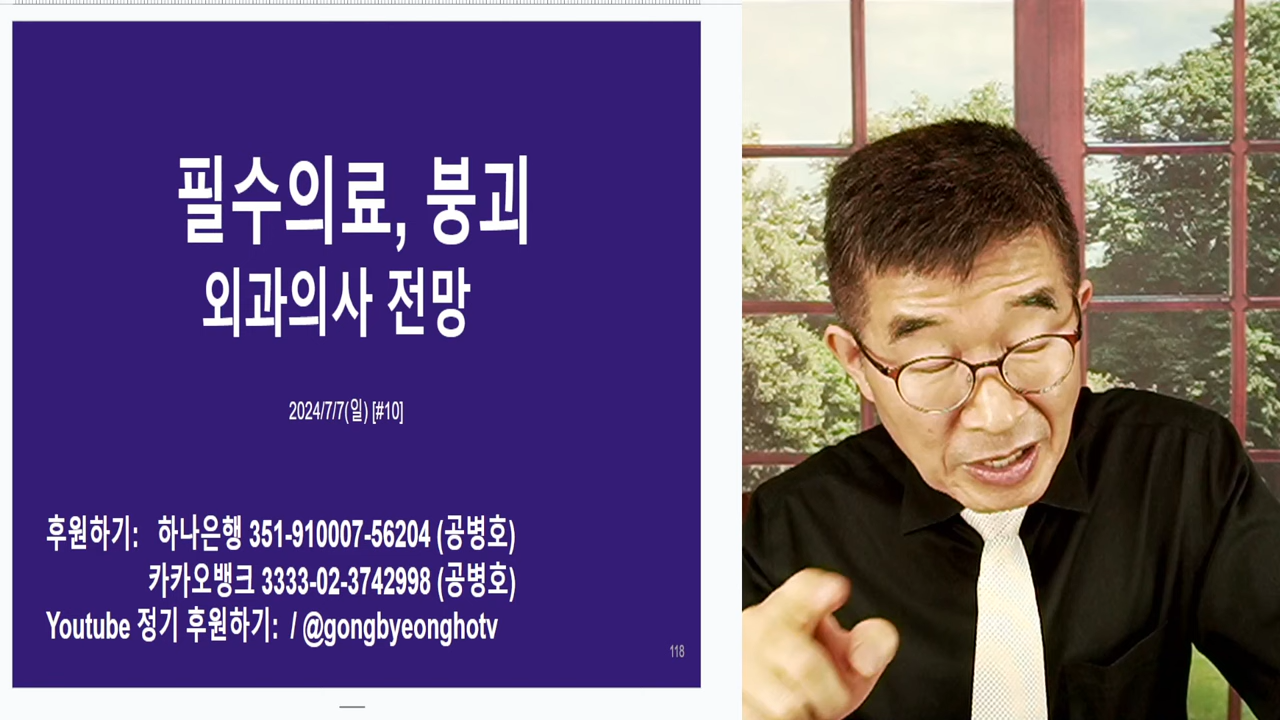 필수의료, 붕괴
외과의사 전망
2024/7/7(일) [#10]
후원하기: 하나은행 351-910007-56204 (공병호)
카카오뱅크 3333-02-3742998 (공병호)
Youtube 정기 후원하기: / @gongbyeonghotv
118